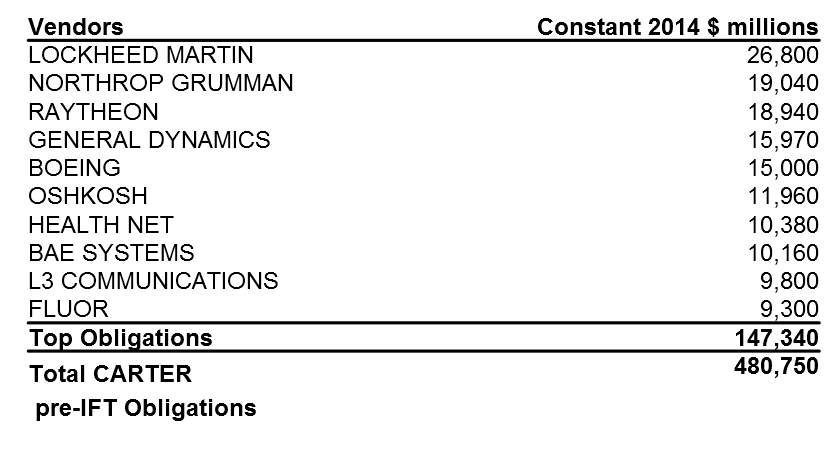 Vendors Constant 2014 $ millions
LOCKHEED MARTIN 26,800
NORTHROP GRUMMAN 19,040
RAYTHEON 18,940
GENERAL DYNAMICS 15,970
BOEING 15,000
OSHKOSH 11,960
HEALTH NET 10,380
BAE SYSTEMS 10,160
L3 COMMUNICATIONS 9,800
FLUOR 9,300
Top Obligations 147,340
Total CARTER 480,750
pre-IFT Obligations